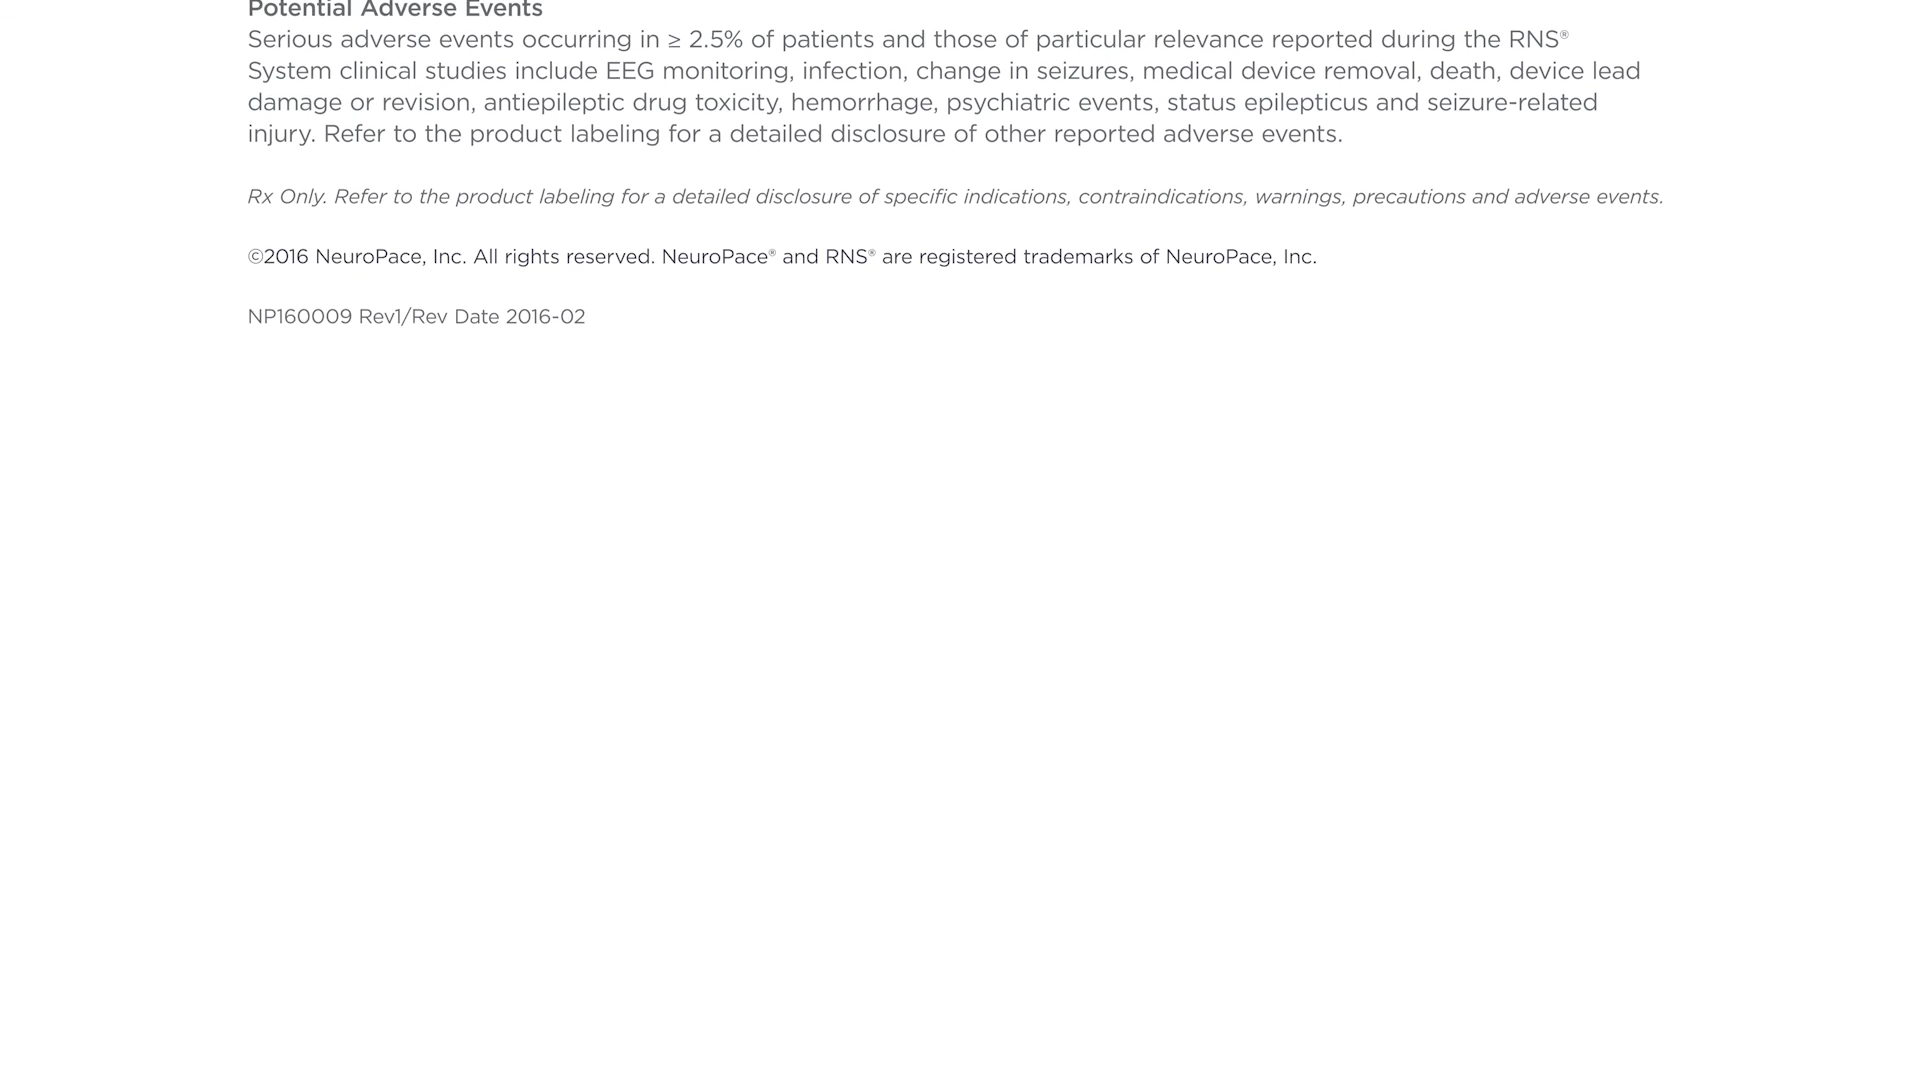 Potential Adverse Events
Serious adverse events occurring in ≥ 2.5% of patients and those of particular relevance reported during the RNS®
System clinical studies include EEG monitoring, infection, change in seizures, medical device removal, death, device lead
damage or revision, antiepileptic drug toxicity, hemorrhage, psychiatric events, status epilepticus and seizure-related
injury. Refer to the product labeling for a detailed disclosure of other reported adverse events.
Rx Only. Refer to the product labeling for a detailed disclosure of specific indications, contraindications, warnings, precautions and adverse events.
©2016 NeuroPace, Inc. All rights reserved. NeuroPace® and RNS® are registered trademarks of NeuroPace, Inc.
NP160009 Rev1/Rev Date 2016-02